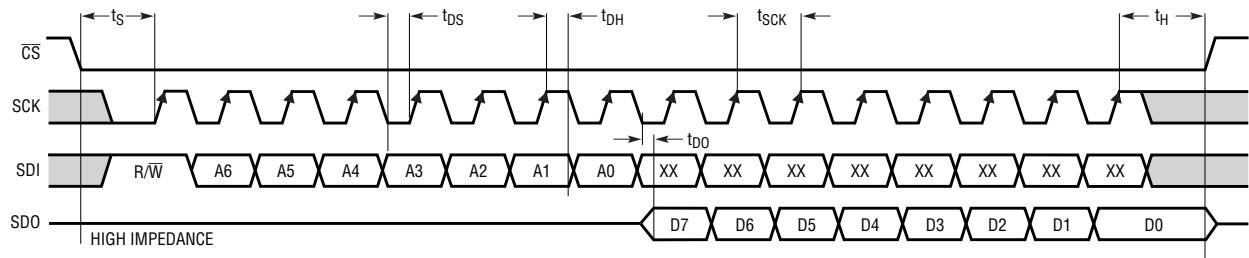 tS tDS tDH tSCK tH
CS
SCK
tDO
SDI R/W A6 A5 A4 A3 A2 A1 A0 XX XX XX XX XX XX XX XX
SDO D7 D6 D5 D4 D3 D2 D1 D0
HIGH IMPEDANCE